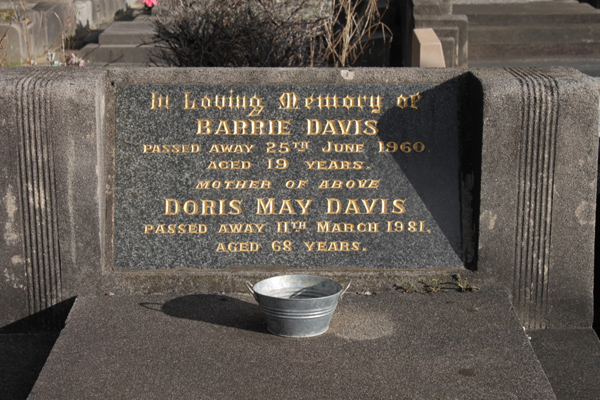 In Loving Memory of
BARRIE DAVIS
PASSED AWAY 25TH JUNE 1960
AGED 19 YEARS.
MOTHER OF ABOVE
DORIS MAY DAVIS
PASSED AWAY 11TH MARCH 1981.
AGED 68 YEARS.